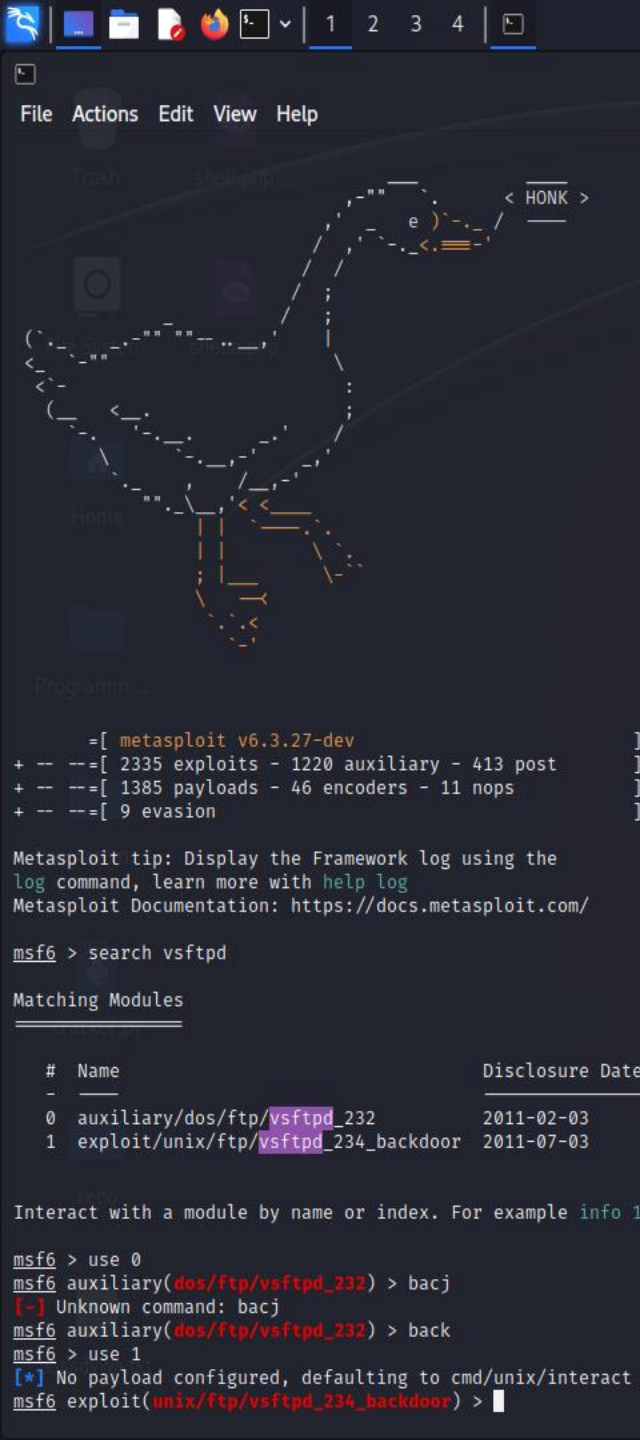 1 2 3 4
File Actions Edit View Help
< HONK >
=[ metasploit v6.3.27-dev ]
+ -- --=[ 2335 exploits - 1220 auxiliary - 413 post ]
+ -- --=[ 1385 payloads - 46 encoders - 11 nops ]
+ -- --=[ 9 evasion ]
Metasploit tip: Display the Framework log using the
log command, learn more with help log
Metasploit Documentation: https://docs.metasploit.com/
msf6 > search vsftpd
Matching Modules
# Name Disclosure Date
0 auxiliary/dos/ftp/vsftpd_232 2011-02-03
1 exploit/unix/ftp/vsftpd_234_backdoor 2011-07-03
Interact with a module by name or index. For example info 1
msf6 > use 0
msf6 auxiliary(dos/ftp/vsftpd_232) > bacj
[-] Unknown command: bacj
msf6 auxiliary(dos/ftp/vsftpd_232) > back
msf6 > use 1
[*] No payload configured, defaulting to cmd/unix/interact
msf6 exploit(unix/ftp/vsftpd_234_backdoor) >